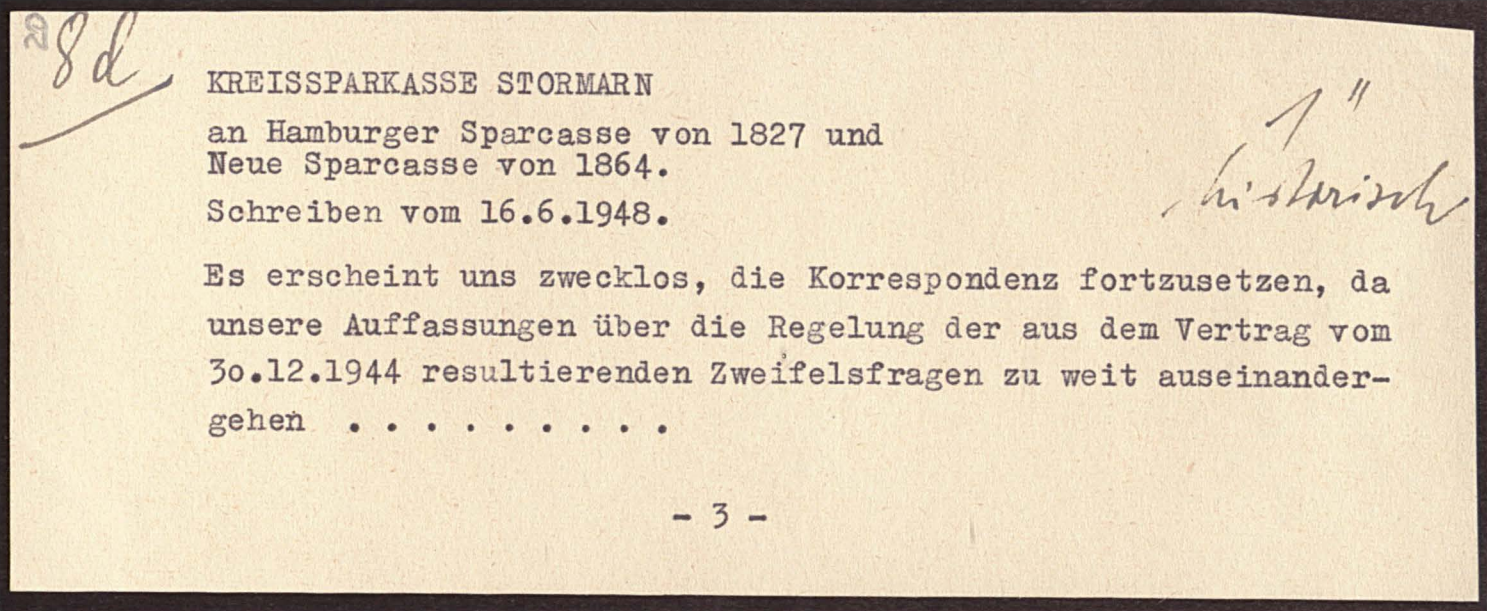 20
8d
1"
historisch
KREISSPARKASSE STORMARN
an Hamburger Sparcasse von 1827 und
Neue Sparcasse von 1864.
Schreiben vom 16.6.1948.
Es erscheint uns zwecklos, die Korrespondenz fortzusetzen, da
unsere Auffassungen über die Regelung der aus dem Vertrag vom
3o.12.1944 resultierenden Zweifelsfragen zu weit auseinander-
gehen . . . . . . . . .
- 3 -